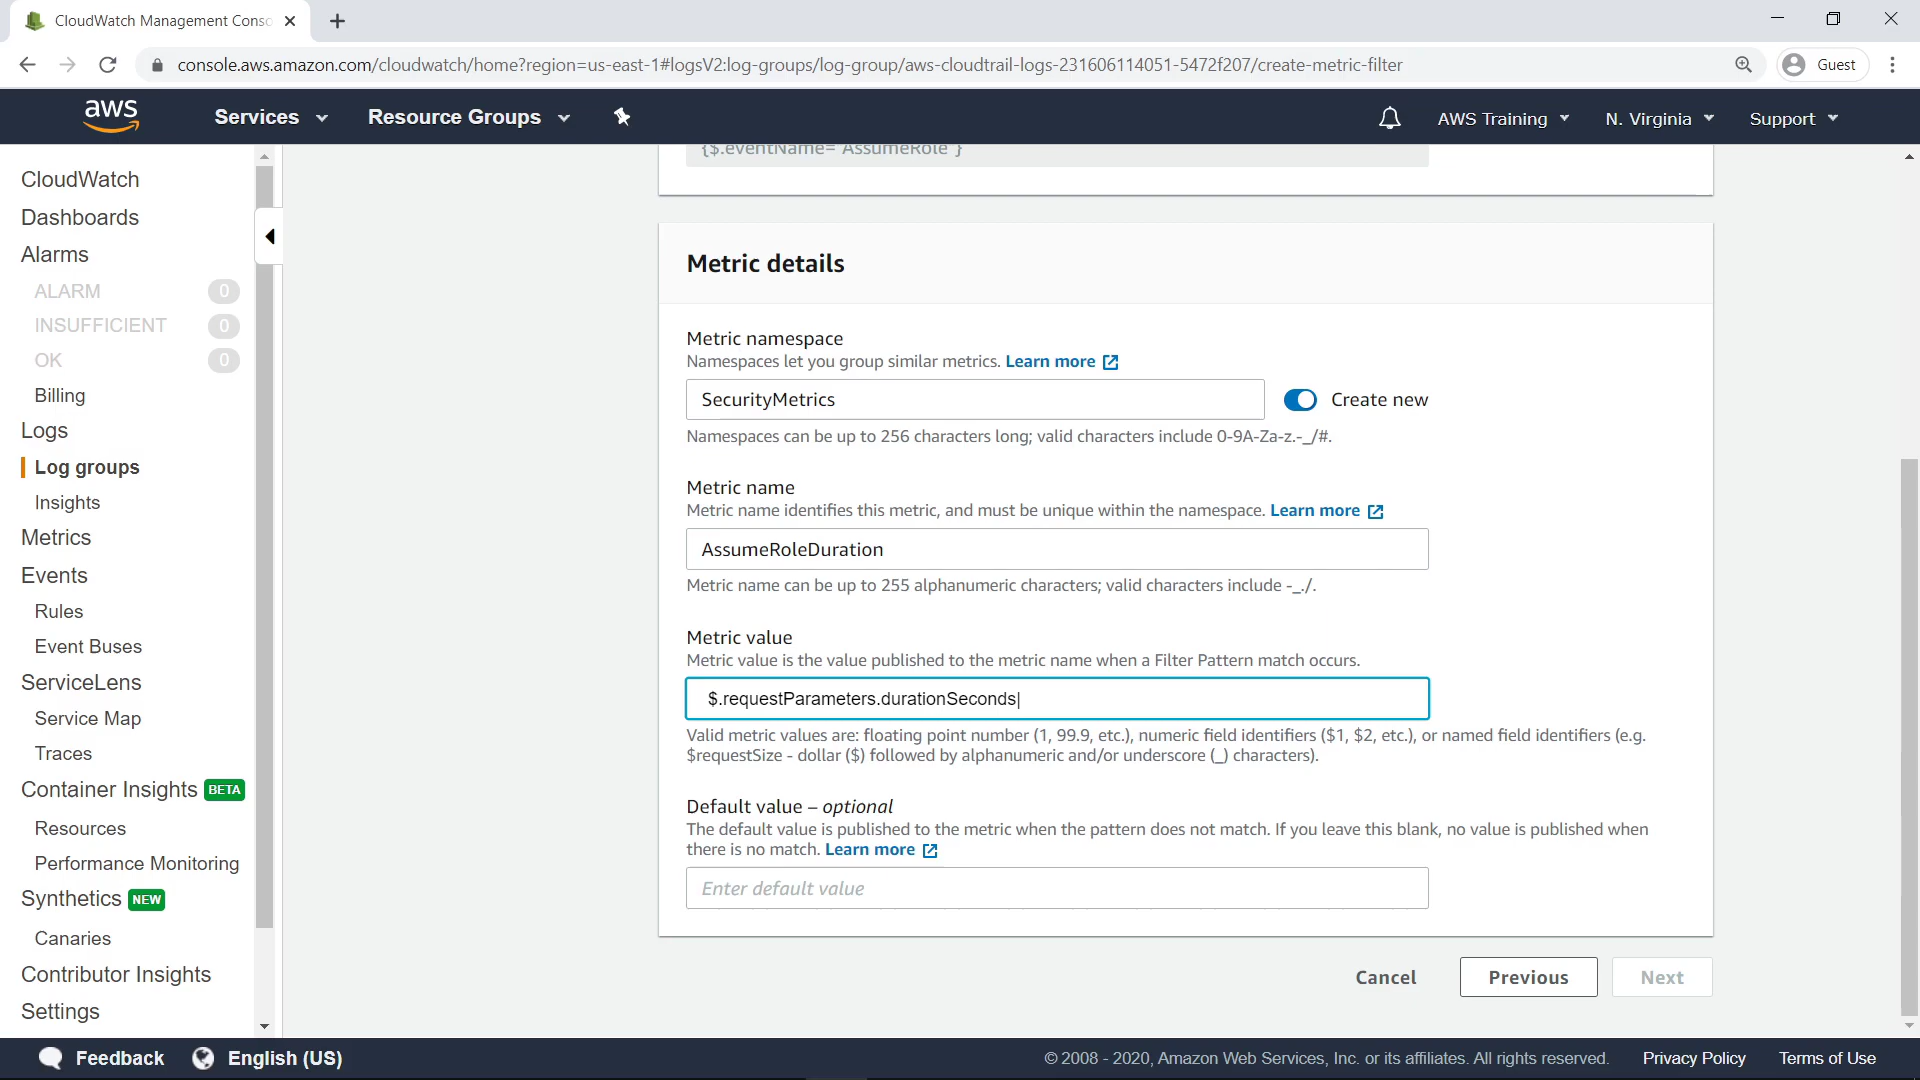 CloudWatch Management Conso
console.aws.amazon.com/cloudwatch/home?region=us-east-1#logsV2:log-groups/log-group/aws-cloudtrail-logs-231606114051-5472f207/create-metric-filter
Guest
aws
Services
Resource Groups
AWS Training
N. Virginia
Support
CloudWatch
Dashboards
Alarms
ALARM 0
INSUFFICIENT 0
OK 0
Billing
Logs
Log groups
Insights
Metrics
Events
Rules
Event Buses
ServiceLens
Service Map
Traces
Container Insights BETA
Resources
Performance Monitoring
Synthetics NEW
Canaries
Contributor Insights
Settings
{$.eventName="AssumeRole"}
Metric details
Metric namespace
Namespaces let you group similar metrics. Learn more
SecurityMetrics
Create new
Namespaces can be up to 256 characters long; valid characters include 0-9A-Za-z.-_/#.
Metric name
Metric name identifies this metric, and must be unique within the namespace. Learn more
AssumeRoleDuration
Metric name can be up to 255 alphanumeric characters; valid characters include -_./.
Metric value
Metric value is the value published to the metric name when a Filter Pattern match occurs.
$.requestParameters.durationSeconds
Valid metric values are: floating point number (1, 99.9, etc.), numeric field identifiers ($1, $2, etc.), or named field identifiers (e.g.
$requestSize - dollar ($) followed by alphanumeric and/or underscore (_) characters).
Default value – optional
The default value is published to the metric when the pattern does not match. If you leave this blank, no value is published when
there is no match. Learn more
Enter default value
Cancel
Previous
Next
Feedback
English (US)
© 2008 - 2020, Amazon Web Services, Inc. or its affiliates. All rights reserved.
Privacy Policy
Terms of Use